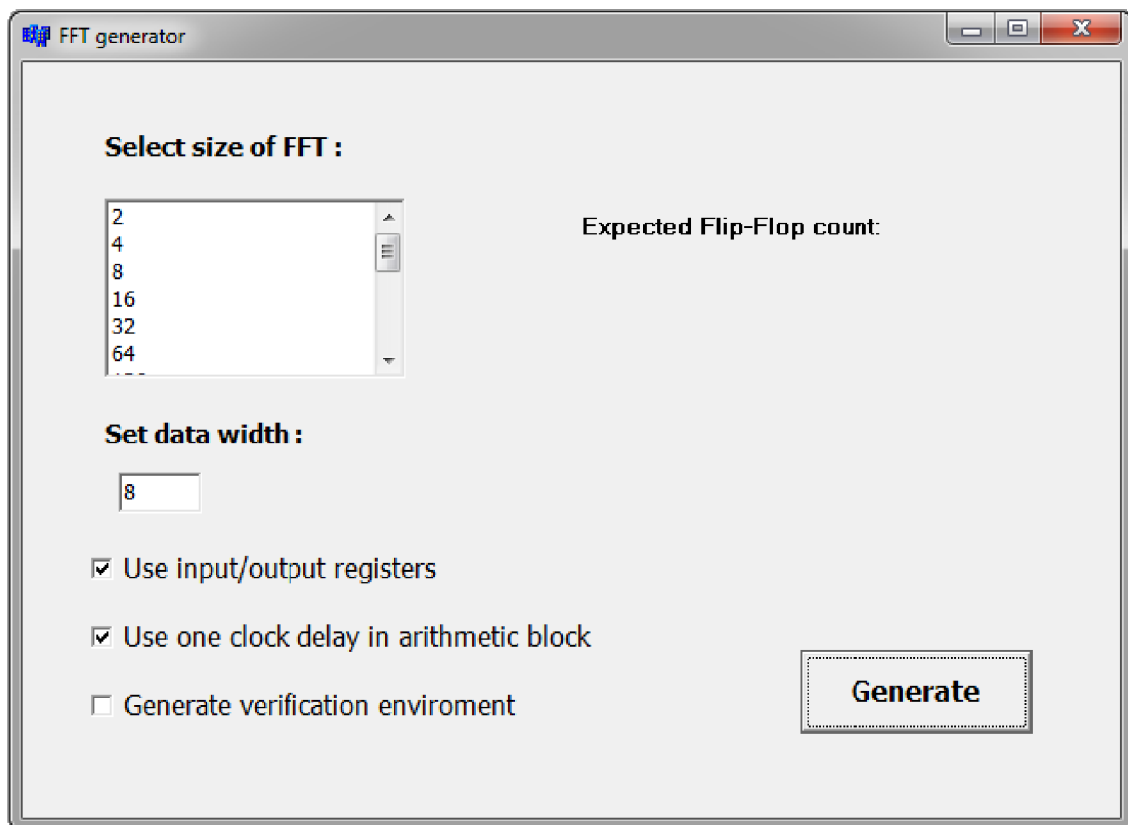 FFT generator
Select size of FFT :
2
4
8
16
32
64
Expected Flip-Flop count:
Set data width :
8
Use input/output registers
Use one clock delay in arithmetic block
Generate verification enviroment
Generate